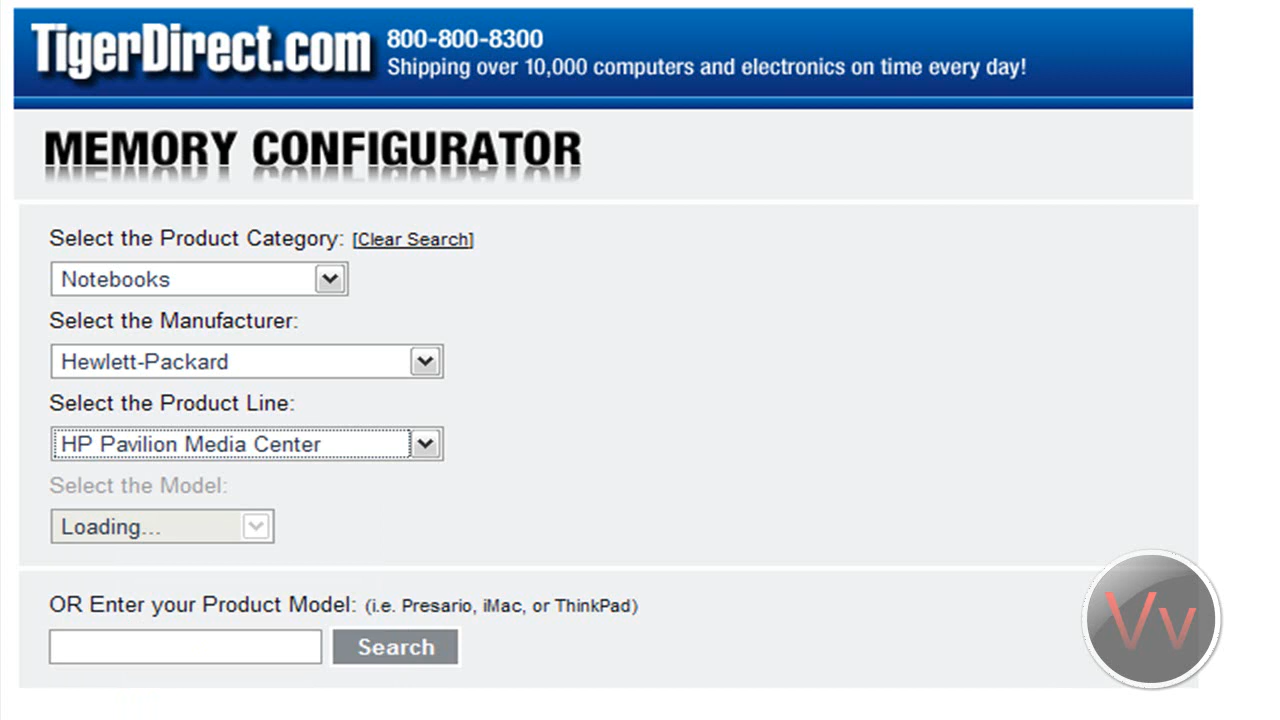 TigerDirect.com
800-800-8300
Shipping over 10,000 computers and electronics on time every day!
MEMORY CONFIGURATOR
Select the Product Category: [Clear Search]
Notebooks
Select the Manufacturer:
Hewlett-Packard
Select the Product Line:
HP Pavilion Media Center
Select the Model:
Loading...
OR Enter your Product Model: (i.e. Presario, iMac, or ThinkPad)
Search
Vv